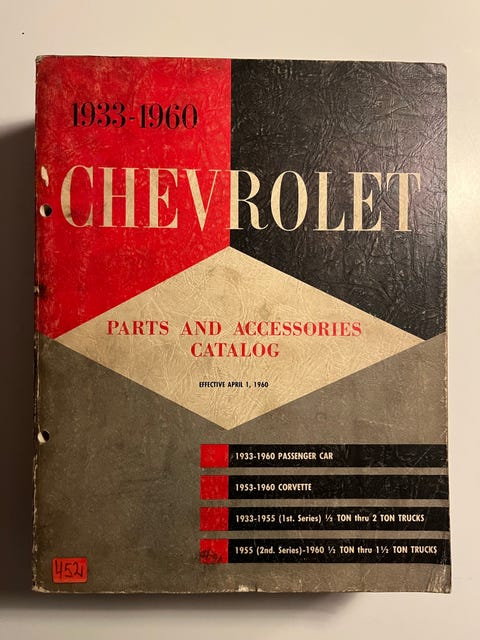 1933-1960
CHEVROLET
PARTS AND ACCESSORIES
CATALOG
EFFECTIVE APRIL 1, 1960
1933-1960 PASSENGER CAR
1953-1960 CORVETTE
1933-1955 (1st. Series) ½ TON thru 2 TON TRUCKS
1955 (2nd. Series)-1960 ½ TON thru 1½ TON TRUCKS
452